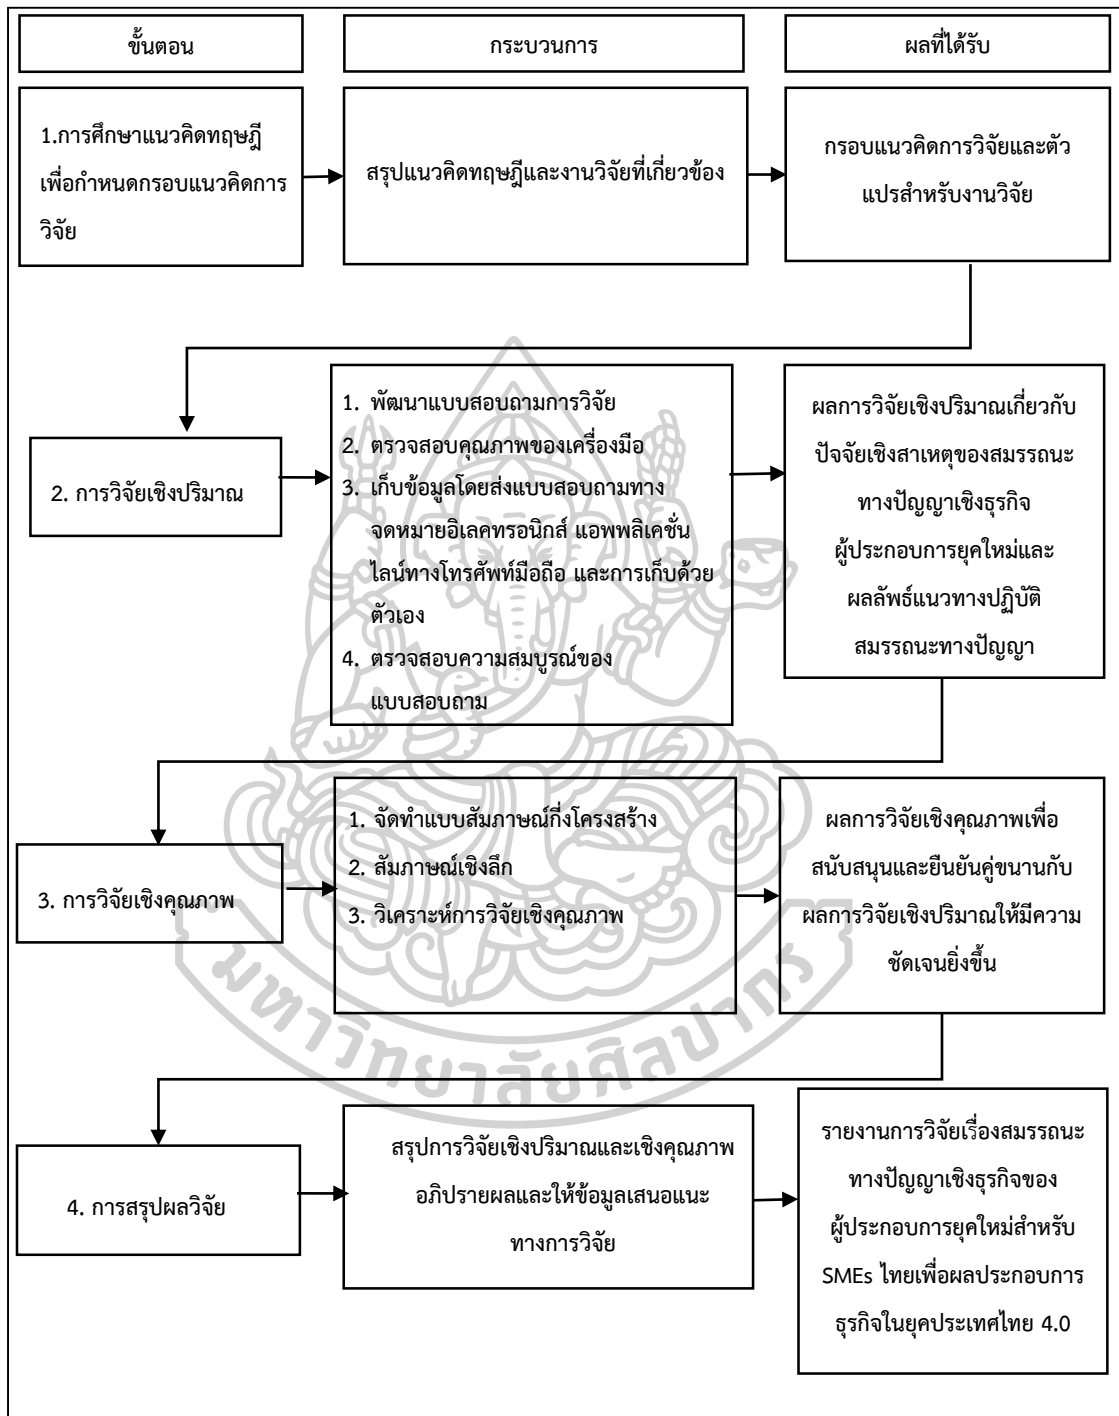 ขั้นตอน
กระบวนการ
ผลที่ได้รับ
1.การศึกษาแนวคิดทฤษฎี
เพื่อกำหนดกรอบแนวคิดการ
วิจัย
สรุปแนวคิดทฤษฎีและงานวิจัยที่เกี่ยวข้อง
กรอบแนวคิดการวิจัยและตัว
แปรสำหรับงานวิจัย
2. การวิจัยเชิงปริมาณ
1. พัฒนาแบบสอบถามการวิจัย
2. ตรวจสอบคุณภาพของเครื่องมือ
3. เก็บข้อมูลโดยส่งแบบสอบถามทาง
จดหมายอิเลคทรอนิกส์ แอพพลิเคชั่น
ไลน์ทางโทรศัพท์มือถือ และการเก็บด้วย
ตัวเอง
4. ตรวจสอบความสมบูรณ์ของ
แบบสอบถาม
ผลการวิจัยเชิงปริมาณเกี่ยวกับ
ปัจจัยเชิงสาเหตุของสมรรถนะ
ทางปัญญาเชิงธุรกิจ
ผู้ประกอบการยุคใหม่และ
ผลลัพธ์แนวทางปฏิบัติ
สมรรถนะทางปัญญา
3. การวิจัยเชิงคุณภาพ
1. จัดทำแบบสัมภาษณ์กึ่งโครงสร้าง
2. สัมภาษณ์เชิงลึก
3. วิเคราะห์การวิจัยเชิงคุณภาพ
ผลการวิจัยเชิงคุณภาพเพื่อ
สนับสนุนและยืนยันคู่ขนานกับ
ผลการวิจัยเชิงปริมาณให้มีความ
ชัดเจนยิ่งขึ้น
4. การสรุปผลวิจัย
สรุปการวิจัยเชิงปริมาณและเชิงคุณภาพ
อภิปรายผลและให้ข้อมูลเสนอแนะ
ทางการวิจัย
รายงานการวิจัยเรื่องสมรรถนะ
ทางปัญญาเชิงธุรกิจของ
ผู้ประกอบการยุคใหม่สำหรับ
SMEs ไทยเพื่อผลประกอบการ
ธุรกิจในยุคประเทศไทย 4.0
มหาวิทยาลัยศิลปากร